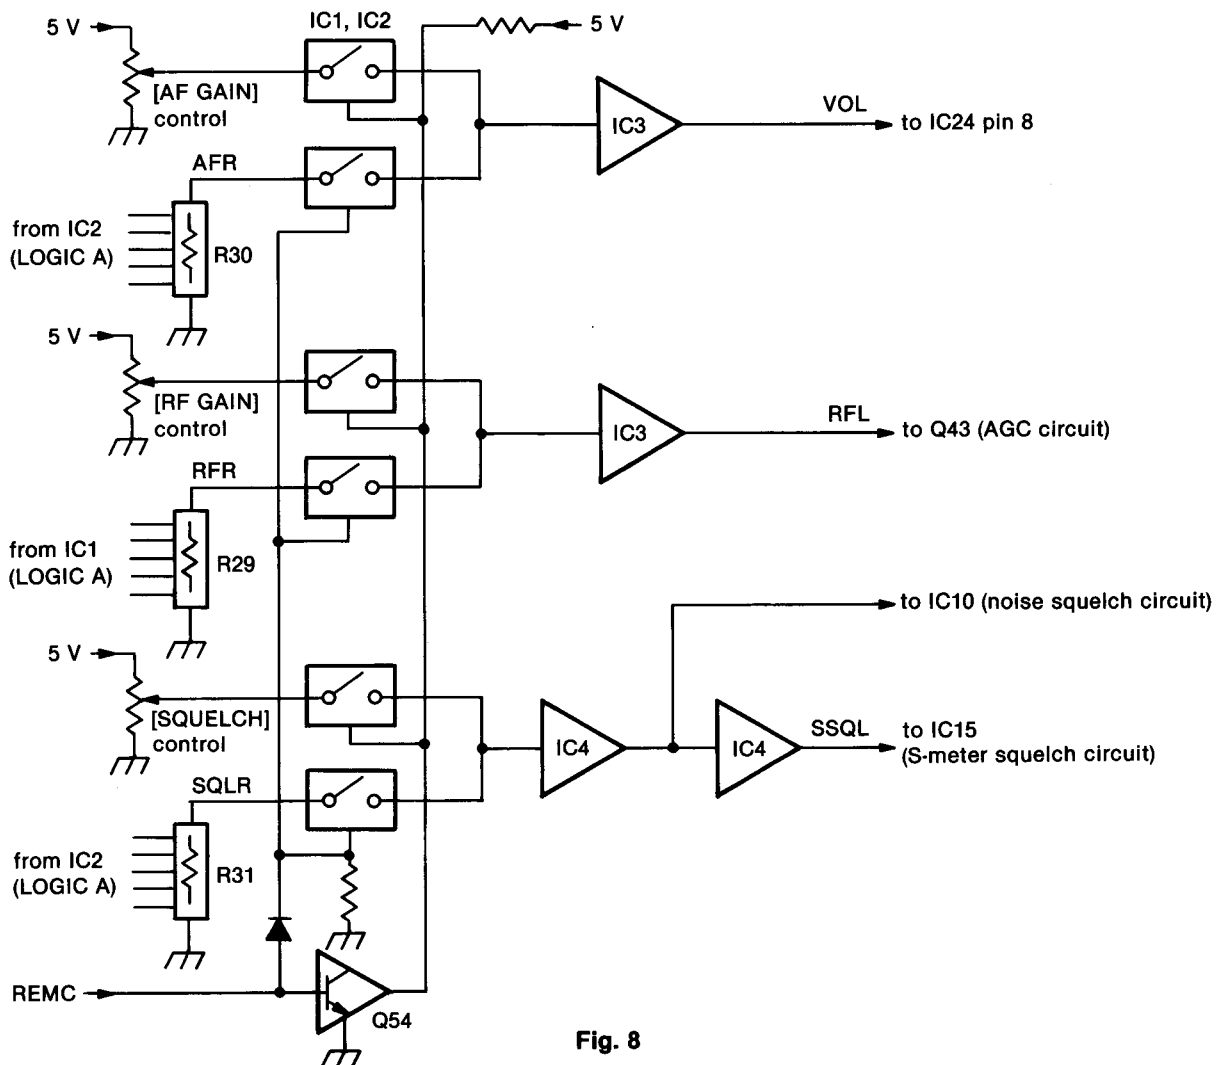 5 V
IC1, IC2
5 V
[AF GAIN]
control
IC3
VOL
to IC24 pin 8
AFR
from IC2
(LOGIC A)
R30
5 V
[RF GAIN]
control
IC3
RFL
to Q43 (AGC circuit)
RFR
from IC1
(LOGIC A)
R29
to IC10 (noise squelch circuit)
5 V
[SQUELCH]
control
IC4
IC4
SSQL
to IC15
(S-meter squelch circuit)
SQLR
from IC2
(LOGIC A)
R31
REMC
Q54
Fig. 8